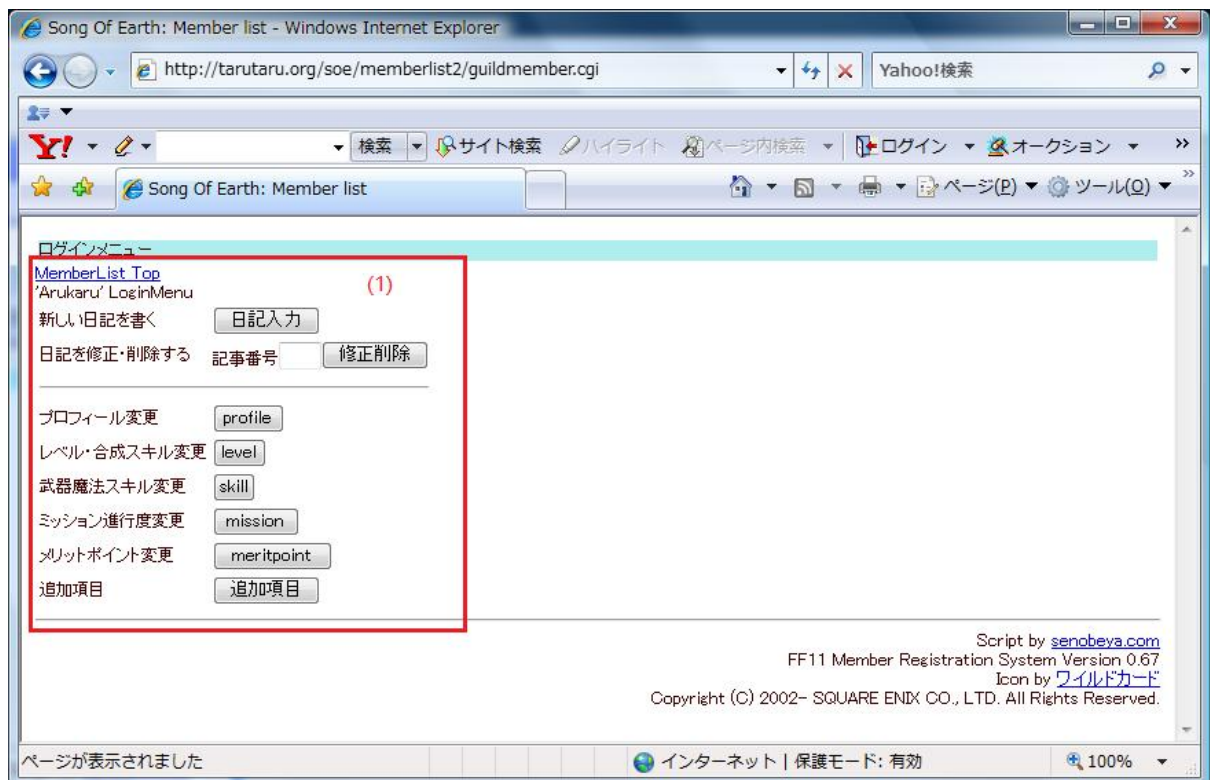 Song Of Earth: Member list - Windows Internet Explorer
http://tarutaru.org/soe/memberlist2/guildmember.cgi Yahoo!検索
Y! 検索 サイト検索 ハイライト ページ内検索 ログイン オークション »
Song Of Earth: Member list ページ(P) ツール(O) »
ログインメニュー
MemberList Top
(1)
'Arukaru' LoginMenu
新しい日記を書く 日記入力
日記を修正・削除する 記事番号 修正削除
プロフィール変更 profile
レベル・合成スキル変更 level
武器魔法スキル変更 skill
ミッション進行度変更 mission
メリットポイント変更 meritpoint
追加項目 追加項目
Script by senobeya.com
FF11 Member Registration System Version 0.67
Icon by ワイルドカード
Copyright (C) 2002- SQUARE ENIX CO., LTD. All Rights Reserved.
ページが表示されました インターネット | 保護モード: 有効 100%